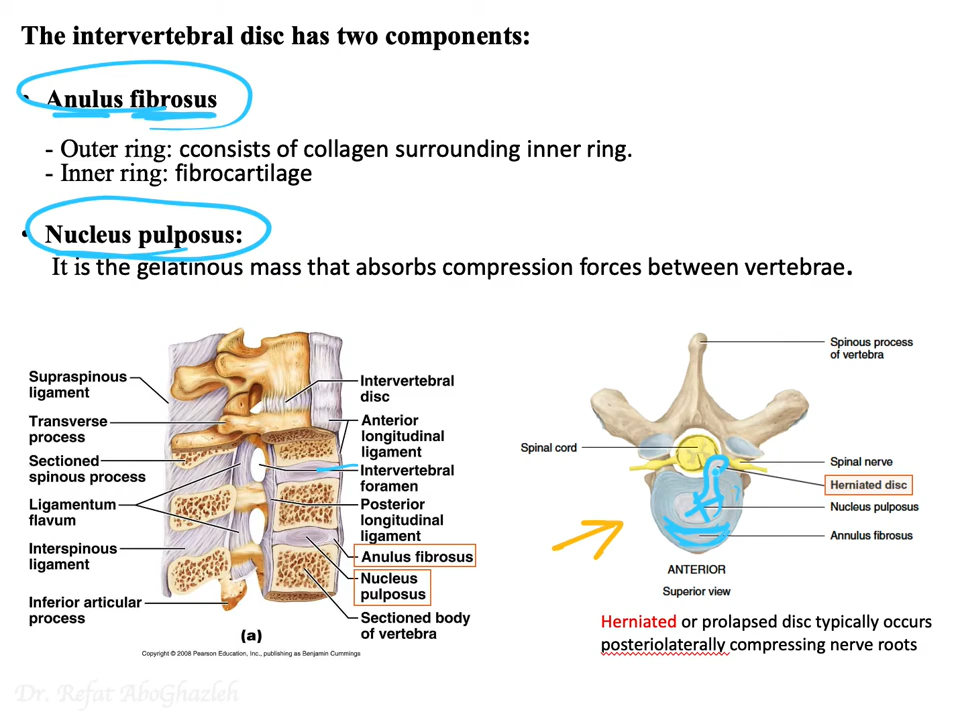 The intervertebral disc has two components:
• Anulus fibrosus
- Outer ring: cconsists of collagen surrounding inner ring.
- Inner ring: fibrocartilage
• Nucleus pulposus:
It is the gelatinous mass that absorbs compression forces between vertebrae.
Supraspinous
ligament
Transverse
process
Sectioned
spinous process
Ligamentum
flavum
Interspinous
ligament
Inferior articular
process
Intervertebral
disc
Anterior
longitudinal
ligament
Intervertebral
foramen
Posterior
longitudinal
ligament
Anulus fibrosus
Nucleus
pulposus
Sectioned body
of vertebra
(a)
Copyright © 2008 Pearson Education, Inc., publishing as Benjamin Cummings
Spinous process
of vertebra
Spinal cord
Spinal nerve
Herniated disc
Nucleus pulposus
Annulus fibrosus
ANTERIOR
Superior view
Herniated or prolapsed disc typically occurs
posteriolaterally compressing nerve roots
Dr. Refat AboGhazleh